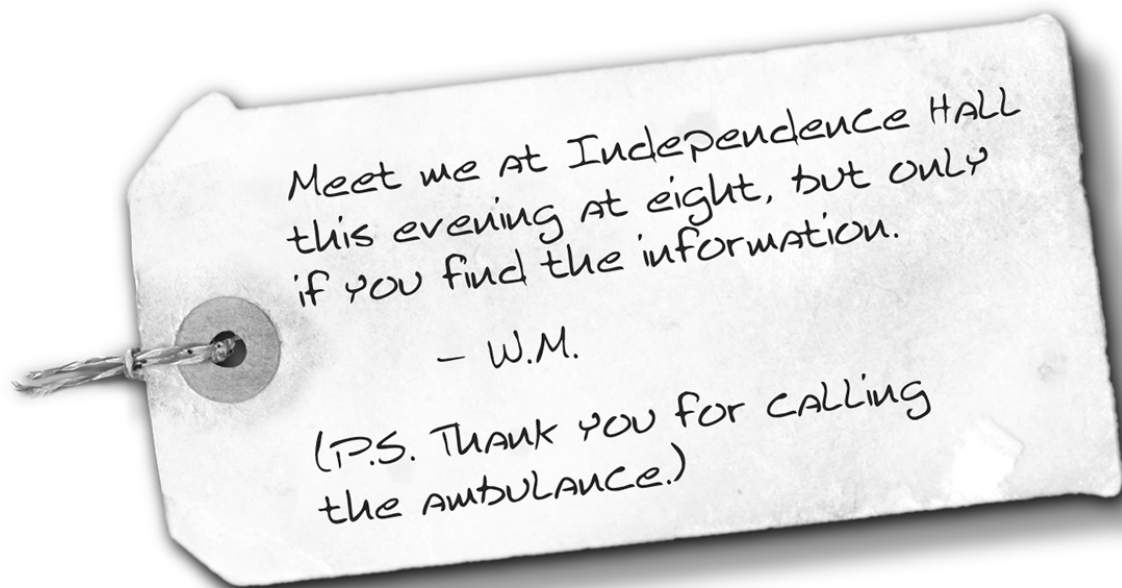 Meet me at Independence Hall
this evening at eight, but only
if you find the information.
– W.M.
(P.S. Thank you for calling
the ambulance.)